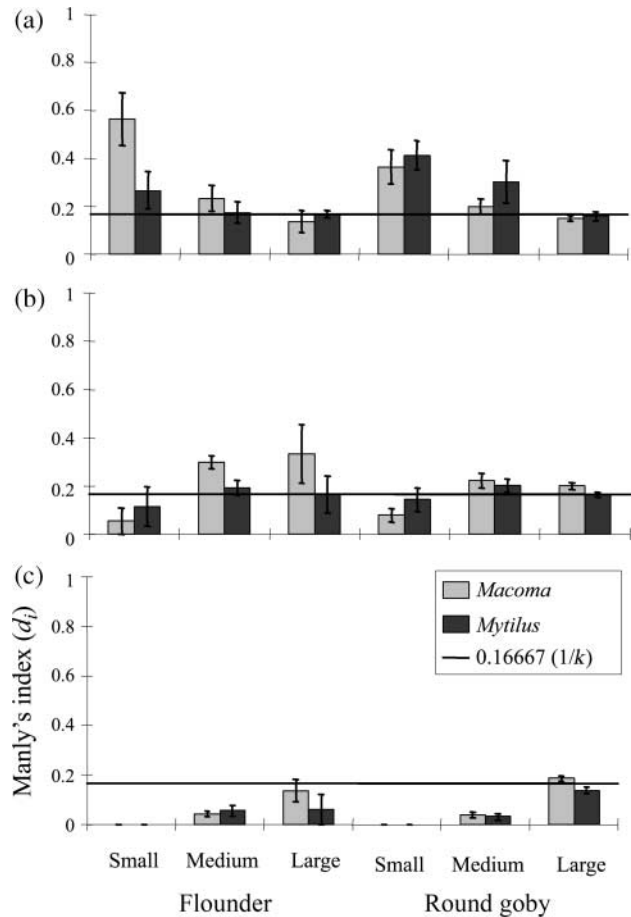 (a)
1
0.8
0.6
0.4
0.2
0
(b)
1
0.8
0.6
0.4
0.2
0
(c)
1
0.8
0.6
0.4
0.2
0
Manly's index (di)
Macoma
Mytilus
0.16667 (1/k)
Small Medium Large Small Medium Large
Flounder Round goby